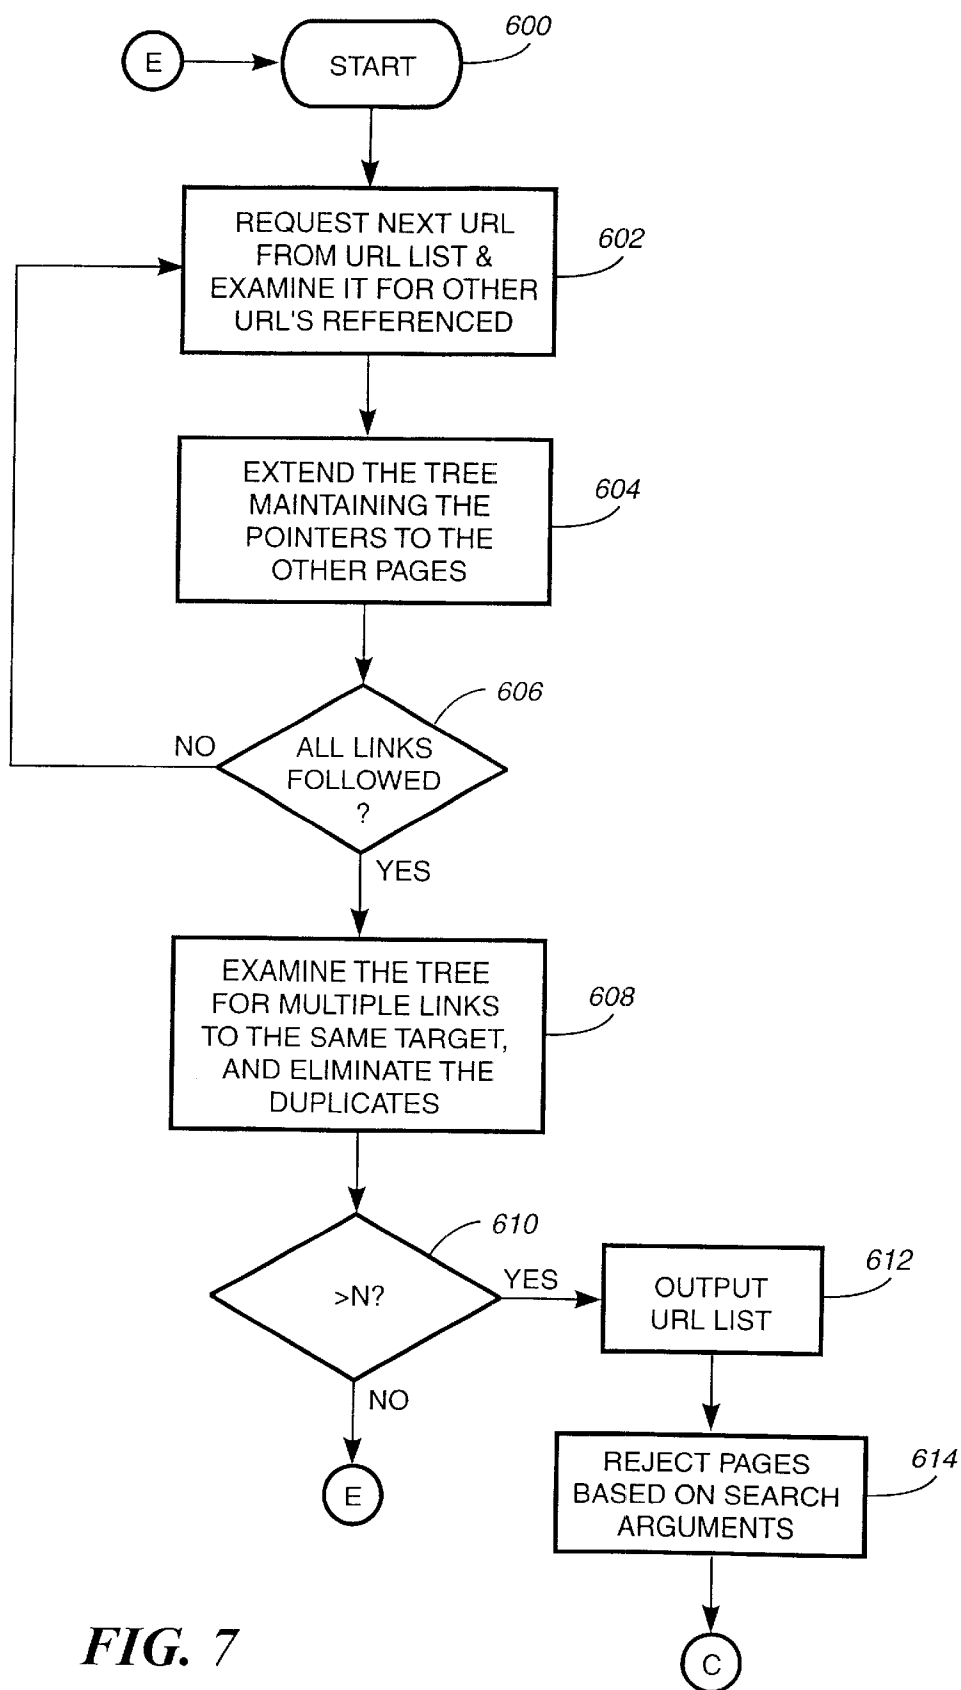 600
E
START
REQUEST NEXT URL
FROM URL LIST &
EXAMINE IT FOR OTHER
URL'S REFERENCED
602
EXTEND THE TREE
MAINTAINING THE
POINTERS TO THE
OTHER PAGES
604
606
NO
ALL LINKS
FOLLOWED
?
YES
EXAMINE THE TREE
FOR MULTIPLE LINKS
TO THE SAME TARGET,
AND ELIMINATE THE
DUPLICATES
608
610
>N?
YES
NO
E
OUTPUT
URL LIST
612
REJECT PAGES
BASED ON SEARCH
ARGUMENTS
614
C
FIG. 7